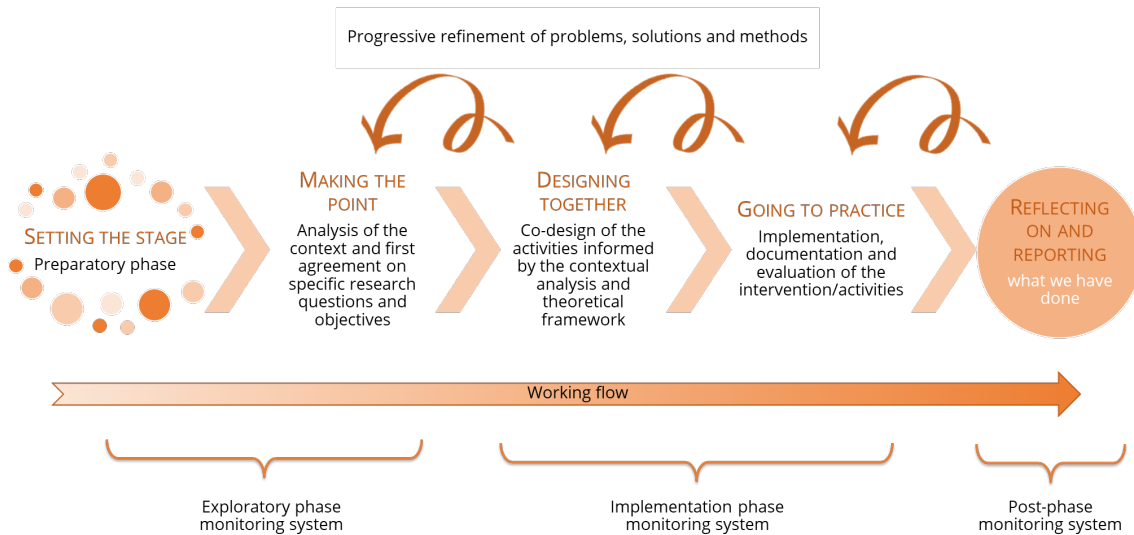 Progressive refinement of problems, solutions and methods
SETTING THE STAGE
Preparatory phase
MAKING THE
POINT
Analysis of the
context and first
agreement on
specific research
questions and
objectives
DESIGNING
TOGETHER
Co-design of the
activities informed
by the contextual
analysis and
theoretical
framework
GOING TO PRACTICE
Implementation,
documentation and
evaluation of the
intervention/activities
REFLECTING
ON AND
REPORTING
what we have
done
Working flow
Exploratory phase
monitoring system
Implementation phase
monitoring system
Post-phase
monitoring system